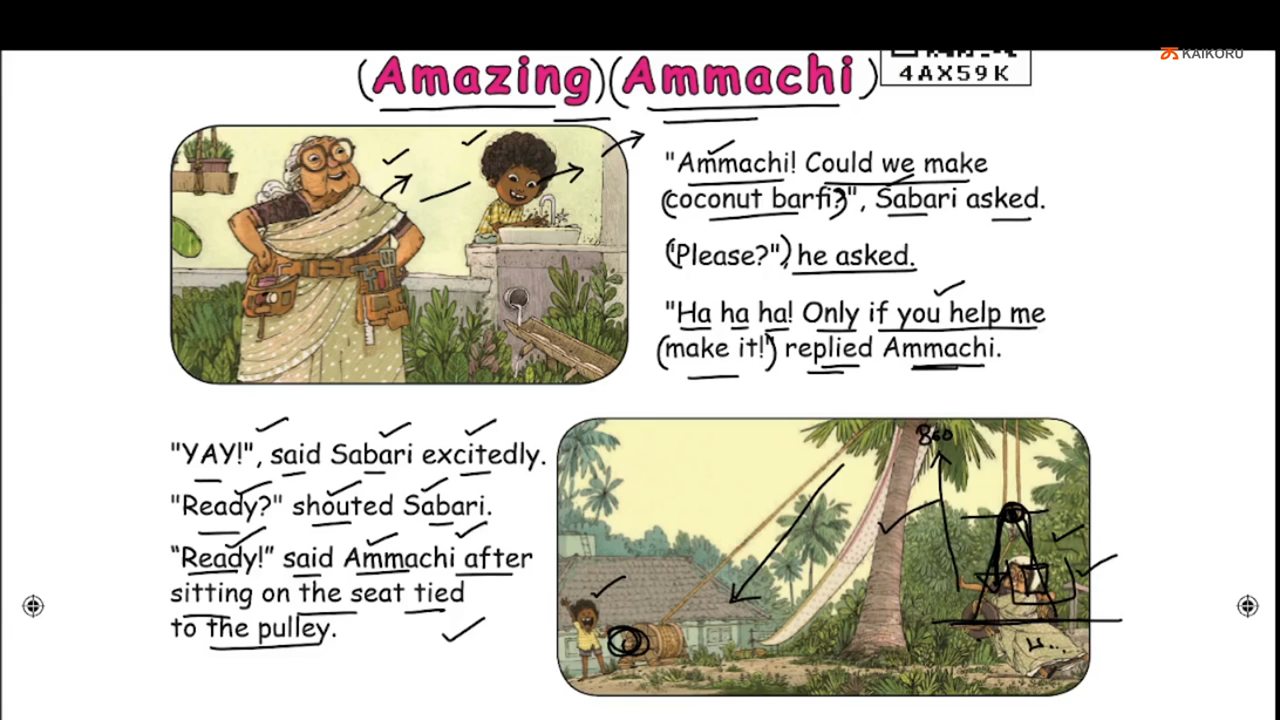 KAIKORU
4AX59K
(Amazing) (Ammachi)
"Ammachi! Could we make
coconut barfi?", Sabari asked.
"Please?", he asked.
"Ha ha ha! Only if you help me
make it!" replied Ammachi.
"YAY!", said Sabari excitedly.
"Ready?" shouted Sabari.
“Ready!” said Ammachi after
sitting on the seat tied
to the pulley.